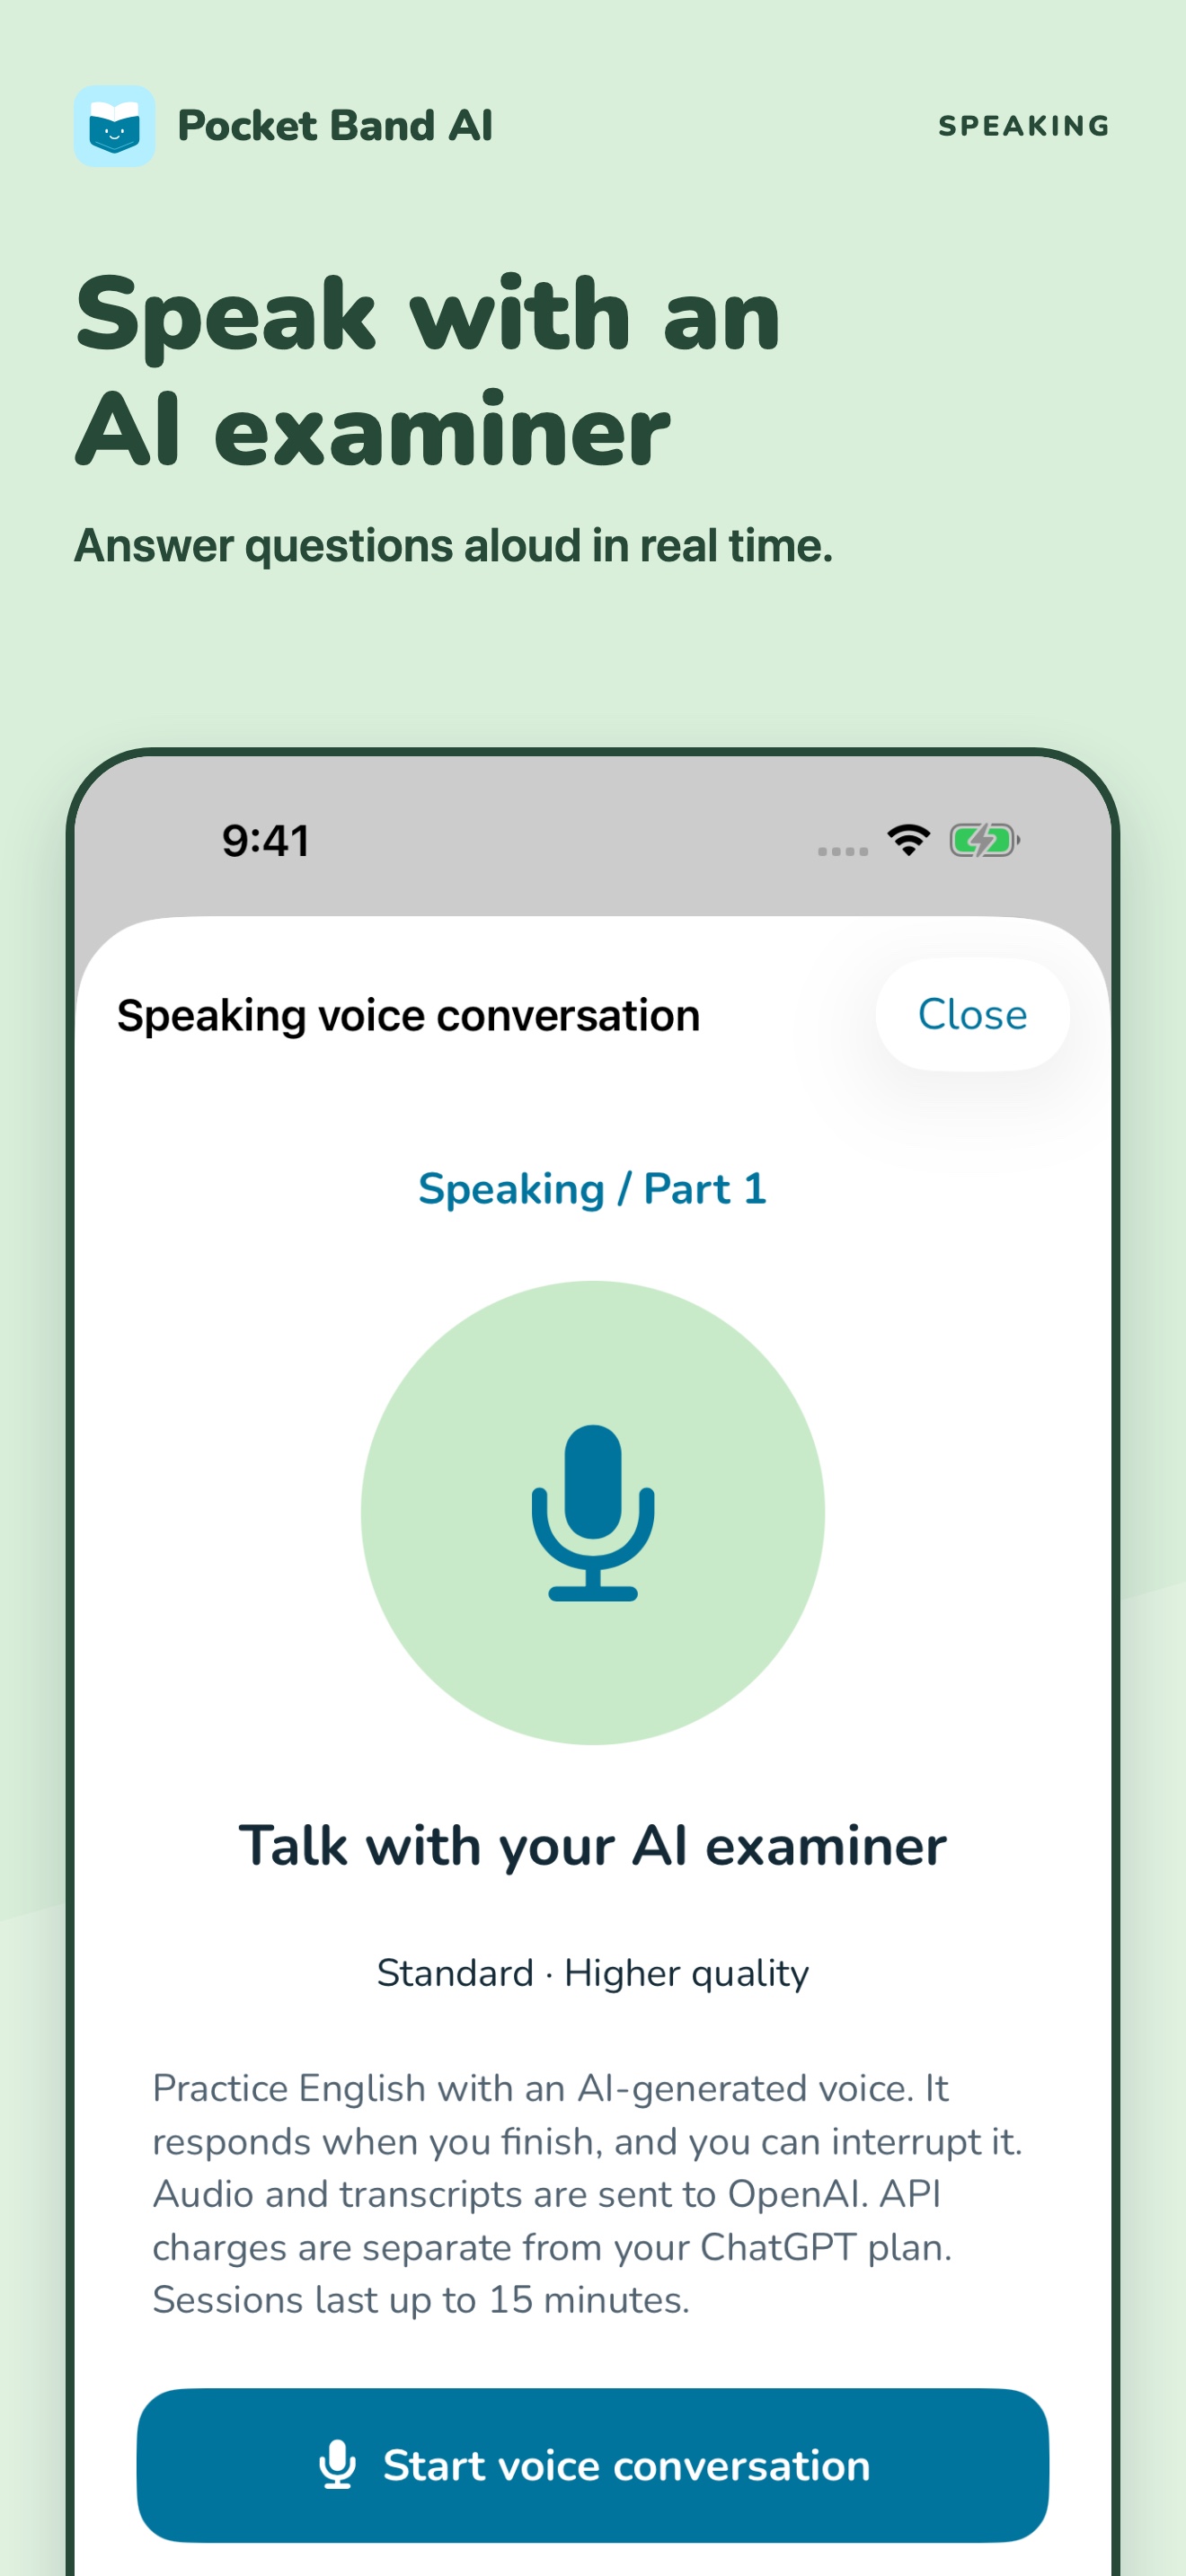 Pocket Band AI
SPEAKING
Speak with an
AI examiner
Answer questions aloud in real time.
9:41
Speaking voice conversation
Close
Speaking / Part 1
Talk with your AI examiner
Standard · Higher quality
Practice English with an AI-generated voice. It
responds when you finish, and you can interrupt it.
Audio and transcripts are sent to OpenAI. API
charges are separate from your ChatGPT plan.
Sessions last up to 15 minutes.
Start voice conversation